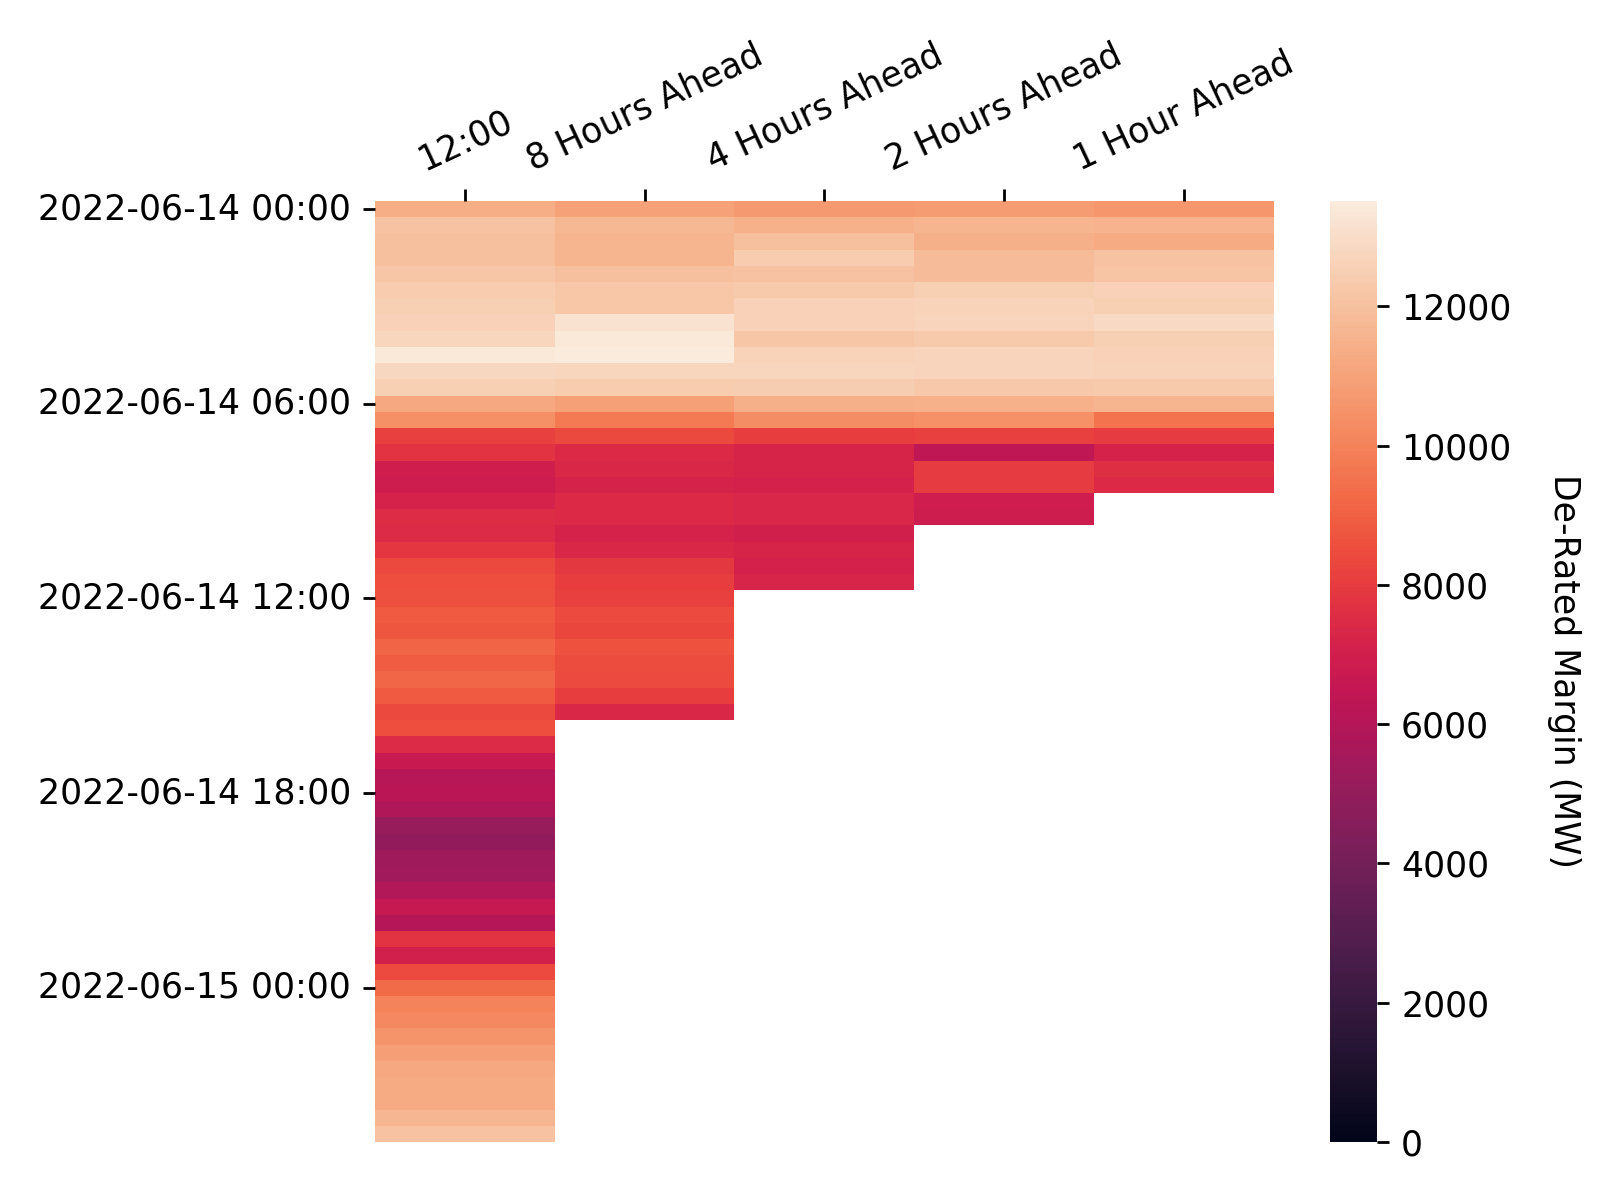 12:00
8 Hours Ahead
4 Hours Ahead
2 Hours Ahead
1 Hour Ahead
2022-06-14 00:00
2022-06-14 06:00
2022-06-14 12:00
2022-06-14 18:00
2022-06-15 00:00
12000
10000
8000
6000
4000
2000
0
De-Rated Margin (MW)